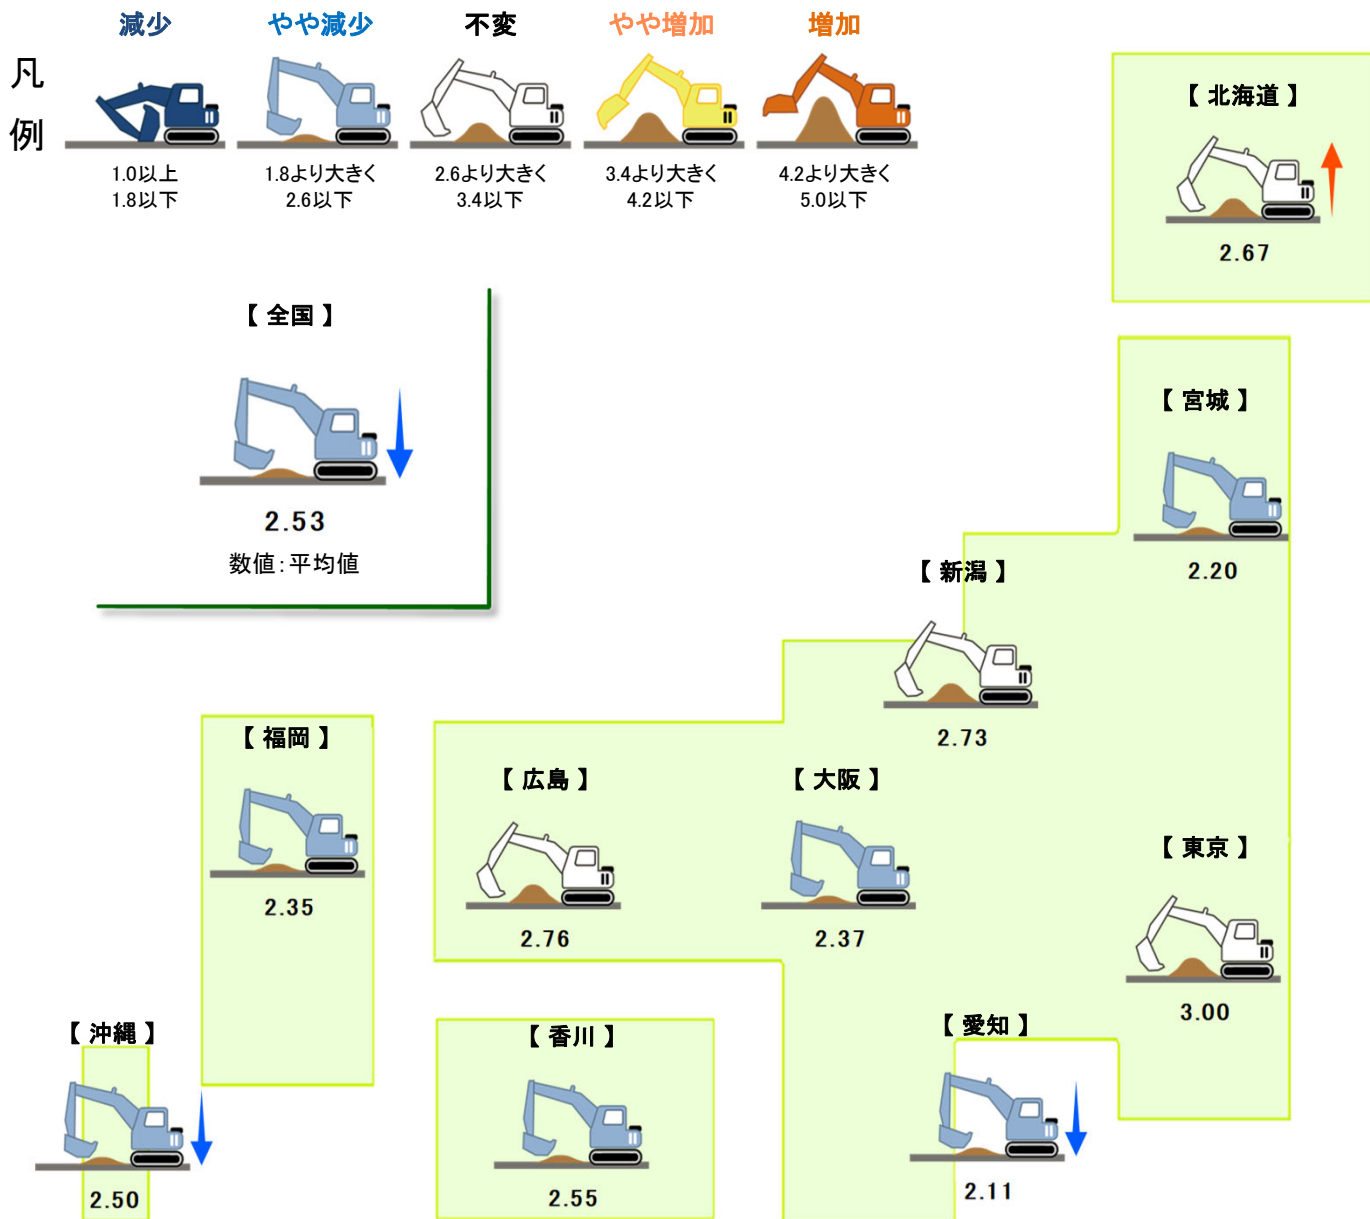 減少 やや減少 不変 やや増加 増加
凡
例
1.0以上 1.8より大きく 2.6より大きく 3.4より大きく 4.2より大きく
1.8以下 2.6以下 3.4以下 4.2以下 5.0以下
【 北海道 】
2.67
【 全国 】
2.53
数値：平均値
【 宮城 】
2.20
【 新潟 】
2.73
【 福岡 】
2.35
【 広島 】
2.76
【 大阪 】
2.37
【 東京 】
3.00
【 沖縄 】
2.50
【 香川 】
2.55
【 愛知 】
2.11